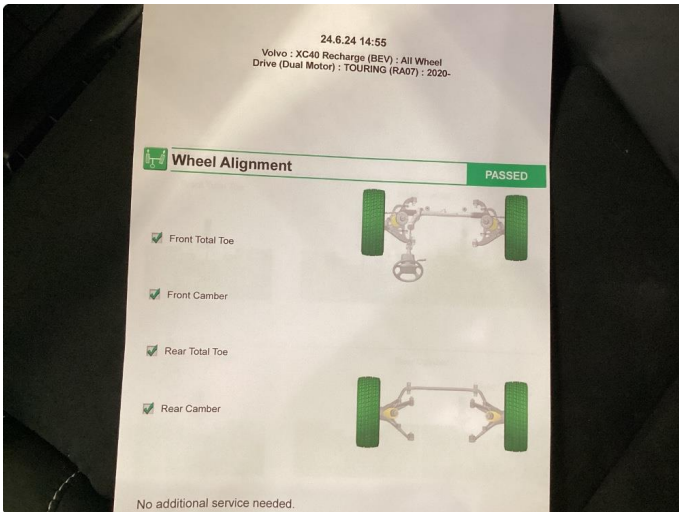 24.6.24 14:55
Volvo : XC40 Recharge (BEV) : All Wheel
Drive (Dual Motor) : TOURING (RA07) : 2020-
Wheel Alignment
PASSED
Front Total Toe
Front Camber
Rear Total Toe
Rear Camber
No additional service needed.